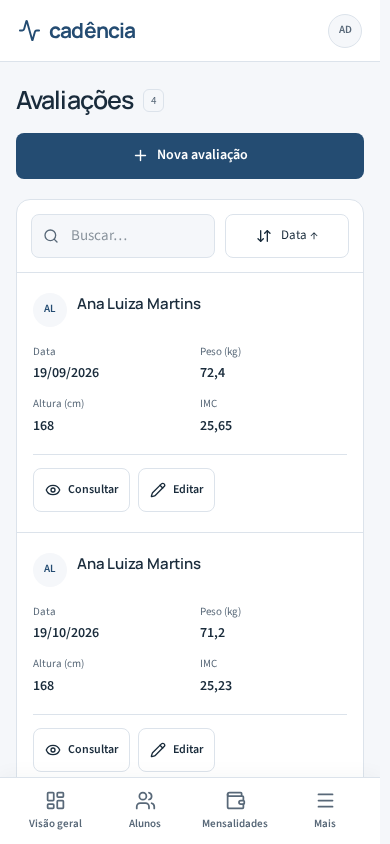 cadência
AD
Avaliações 4
+ Nova avaliação
Buscar...
Data ↑
AL Ana Luiza Martins
Data Peso (kg)
19/09/2026 72,4
Altura (cm) IMC
168 25,65
Consultar Editar
AL Ana Luiza Martins
Data Peso (kg)
19/10/2026 71,2
Altura (cm) IMC
168 25,23
Consultar Editar
Visão geral Alunos Mensalidades Mais